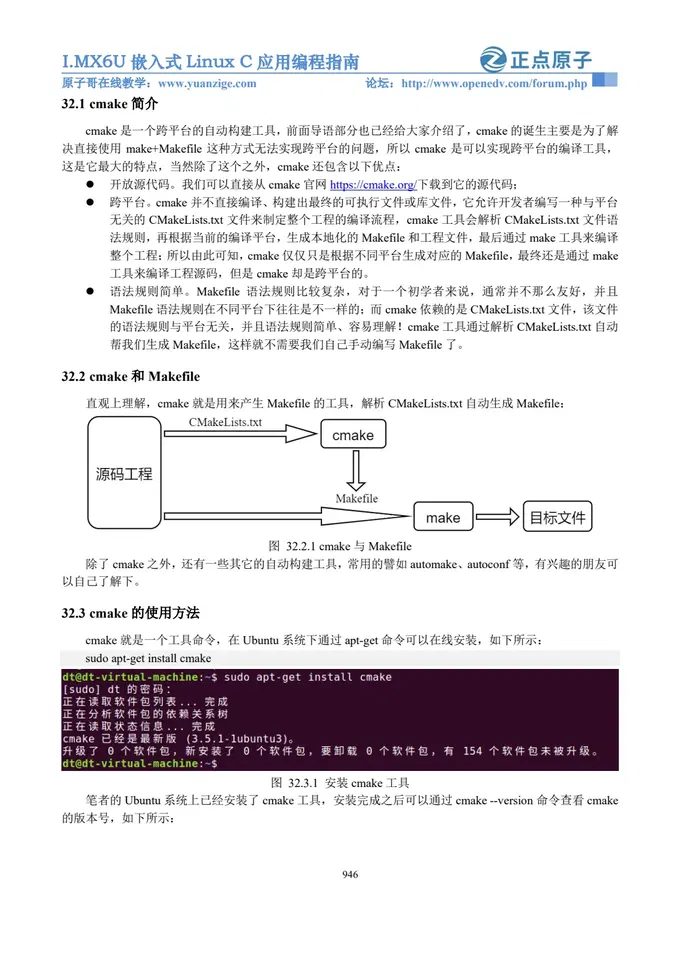 I.MX6U 嵌入式 Linux C 应用编程指南
正点原子
原子哥在线教学：www.yuanzige.com
论坛：http://www.openedv.com/forum.php
32.1 cmake 简介
cmake 是一个跨平台的自动构建工具，前面导语部分也已经给大家介绍了，cmake 的诞生主要是为了解
决直接使用 make+Makefile 这种方式无法实现跨平台的问题，所以 cmake 是可以实现跨平台的编译工具，
这是它最大的特点，当然除了这个之外，cmake 还包含以下优点：
● 开放源代码。我们可以直接从 cmake 官网 https://cmake.org/下载到它的源代码；
● 跨平台。cmake 并不直接编译、构建出最终的可执行文件或库文件，它允许开发者编写一种与平台
无关的 CMakeLists.txt 文件来制定整个工程的编译流程，cmake 工具会解析 CMakeLists.txt 文件语
法规则，再根据当前的编译平台，生成本地化的 Makefile 和工程文件，最后通过 make 工具来编译
整个工程；所以由此可知，cmake 仅仅只是根据不同平台生成对应的 Makefile，最终还是通过 make
工具来编译工程源码，但是 cmake 却是跨平台的。
● 语法规则简单。Makefile 语法规则比较复杂，对于一个初学者来说，通常并不那么友好，并且
Makefile 语法规则在不同平台下往往是不一样的；而 cmake 依赖的是 CMakeLists.txt 文件，该文件
的语法规则与平台无关，并且语法规则简单、容易理解！cmake 工具通过解析 CMakeLists.txt 自动
帮我们生成 Makefile，这样就不需要我们自己手动编写 Makefile 了。
32.2 cmake 和 Makefile
直观上理解，cmake 就是用来产生 Makefile 的工具，解析 CMakeLists.txt 自动生成 Makefile：
CMakeLists.txt
cmake
源码工程
Makefile
make
目标文件
图 32.2.1 cmake 与 Makefile
除了 cmake 之外，还有一些其它的自动构建工具，常用的譬如 automake、autoconf 等，有兴趣的朋友可
以自己了解下。
32.3 cmake 的使用方法
cmake 就是一个工具命令，在 Ubuntu 系统下通过 apt-get 命令可以在线安装，如下所示：
sudo apt-get install cmake
dt@dt-virtual-machine:~$ sudo apt-get install cmake
[sudo] dt 的密码：
正在读取软件包列表... 完成
正在分析软件包的依赖关系树
正在读取状态信息... 完成
cmake 已经是最新版 (3.5.1-1ubuntu3)。
升级了 0 个软件包，新安装了 0 个软件包，要卸载 0 个软件包，有 154 个软件包未被升级。
dt@dt-virtual-machine:~$
图 32.3.1 安装 cmake 工具
笔者的 Ubuntu 系统上已经安装了 cmake 工具，安装完成之后可以通过 cmake --version 命令查看 cmake
的版本号，如下所示：
946